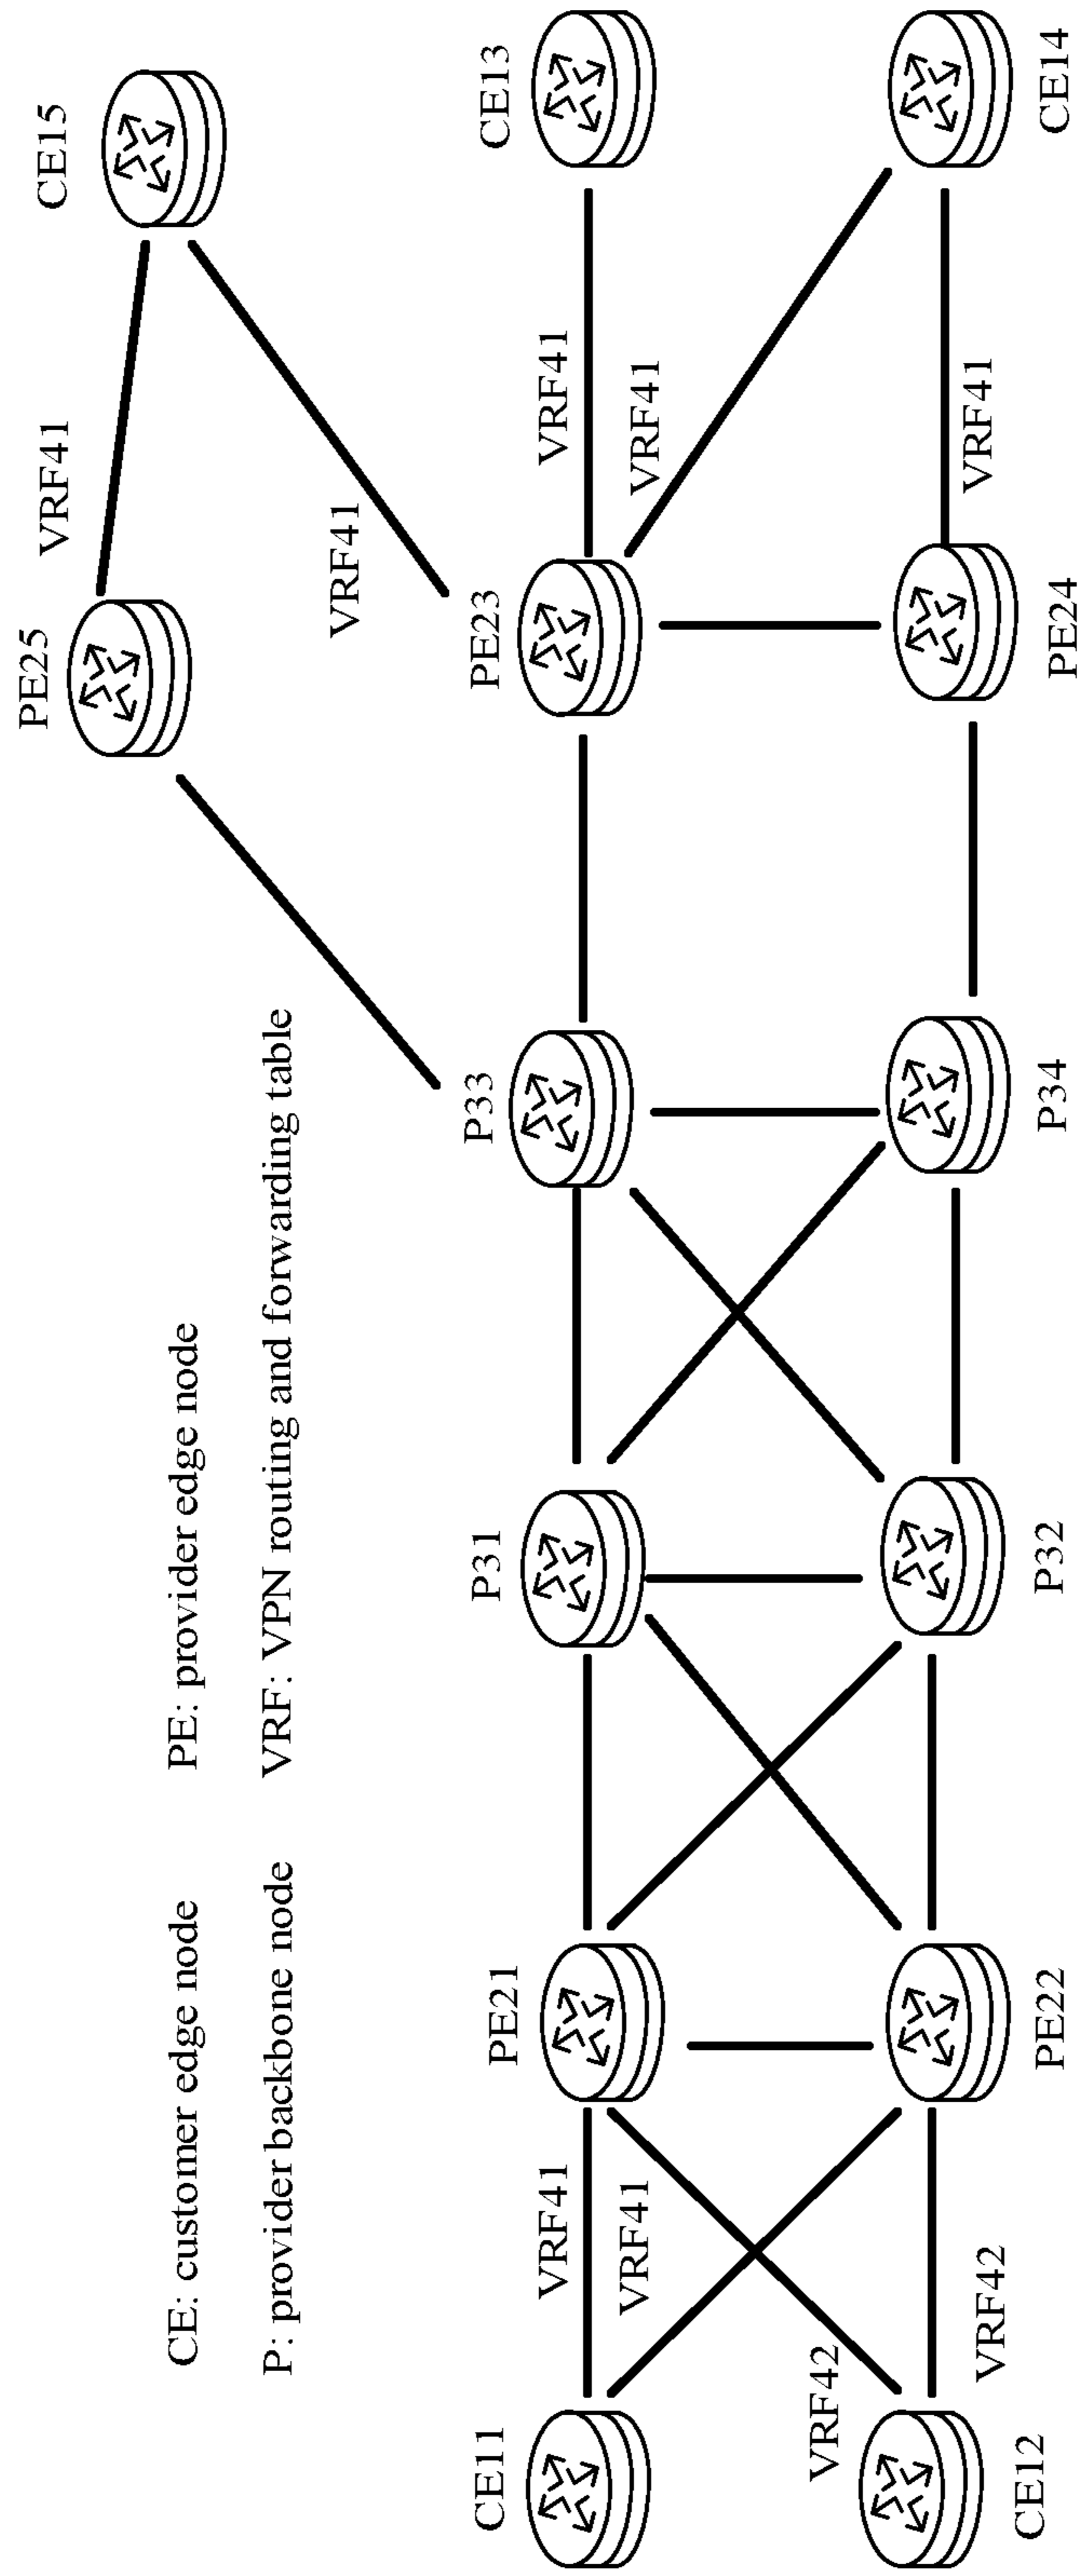 CE: customer edge node
PE: provider edge node
P: provider backbone node
VRF: VPN routing and forwarding table
PE25
VRF41
CE15
VRF41
CE11
VRF41
PE21
P31
P33
PE23
VRF41
CE13
VRF41
VRF41
VRF42
VRF42
VRF41
CE12
PE22
P32
P34
PE24
CE14